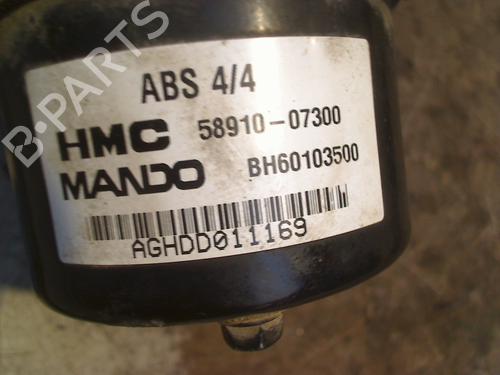 B-PARTS
ABS 4/4
HMC 58910-07300
MANDO BH60103500
AGHDD011169